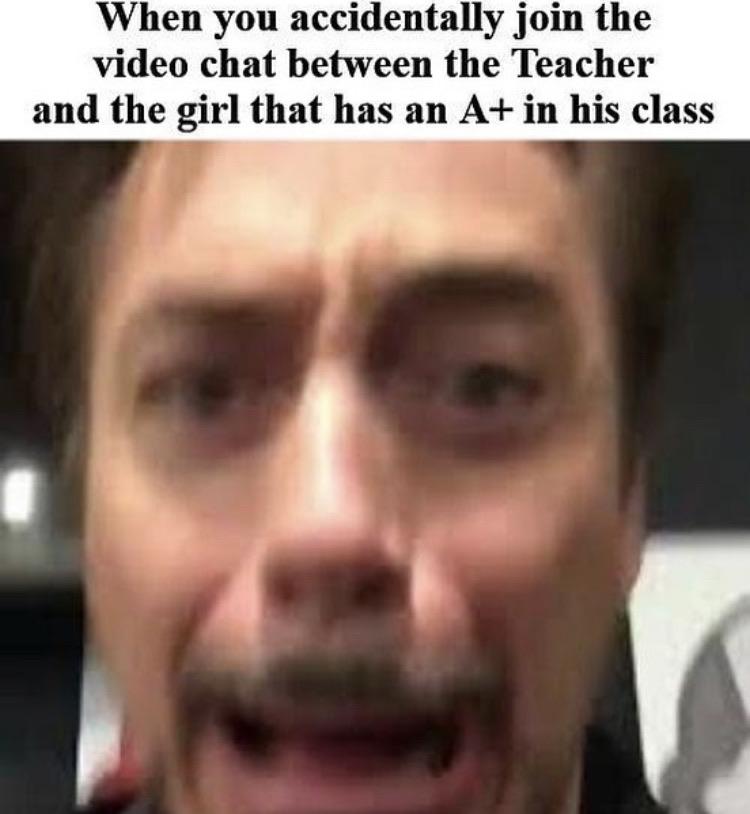 When you accidentally join the
video chat between the Teacher
and the girl that has an A+ in his class